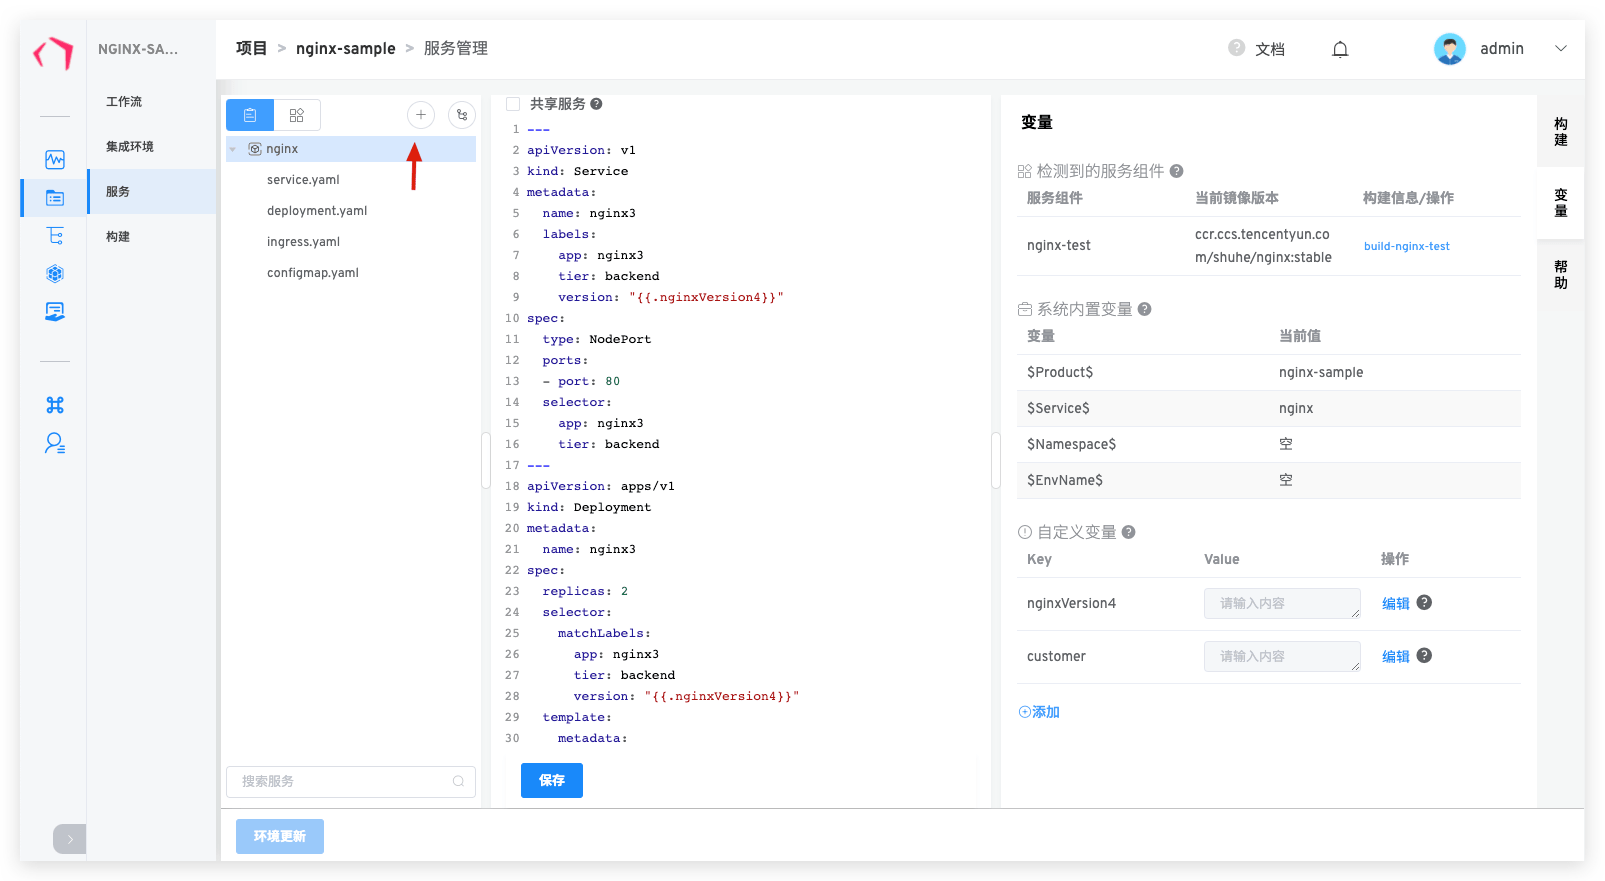 NGINX-SA...
项目 > nginx-sample > 服务管理
文档
admin
工作流
集成环境
服务
构建
nginx
service.yaml
deployment.yaml
ingress.yaml
configmap.yaml
搜索服务
共享服务
1 ---
2 apiVersion: v1
3 kind: Service
4 metadata:
5 name: nginx3
6 labels:
7 app: nginx3
8 tier: backend
9 version: "{{.nginxVersion4}}"
10 spec:
11 type: NodePort
12 ports:
13 - port: 80
14 selector:
15 app: nginx3
16 tier: backend
17 ---
18 apiVersion: apps/v1
19 kind: Deployment
20 metadata:
21 name: nginx3
22 spec:
23 replicas: 2
24 selector:
25 matchLabels:
26 app: nginx3
27 tier: backend
28 version: "{{.nginxVersion4}}"
29 template:
30 metadata:
保存
变量
检测到的服务组件
服务组件 当前镜像版本 构建信息/操作
nginx-test ccr.ccs.tencentyun.co build-nginx-test
m/shuhe/nginx:stable
系统内置变量
变量 当前值
$Product$ nginx-sample
$Service$ nginx
$Namespace$ 空
$EnvName$ 空
自定义变量
Key Value 操作
nginxVersion4 请输入内容 编辑
customer 请输入内容 编辑
添加
构建
变量
帮助
环境更新